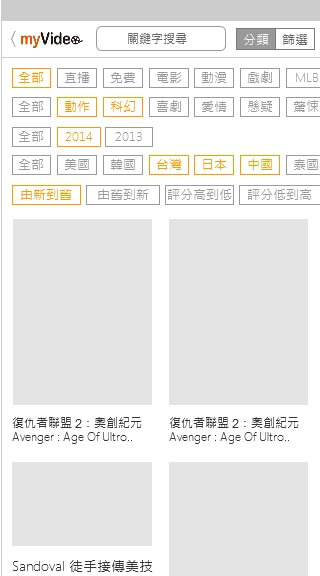 myVideo 關鍵字搜尋 分類 篩選
全部 直播 免費 電影 動漫 戲劇 MLB
全部 動作 科幻 喜劇 愛情 懸疑 驚悚
全部 2014 2013
全部 美國 韓國 台灣 日本 中國 泰國
由新到舊 由舊到新 評分高到低 評分低到高
復仇者聯盟 2：奧創紀元 復仇者聯盟 2：奧創紀元
Avenger : Age Of Ultro.. Avenger : Age Of Ultro..
Sandoval 徒手接傳美技